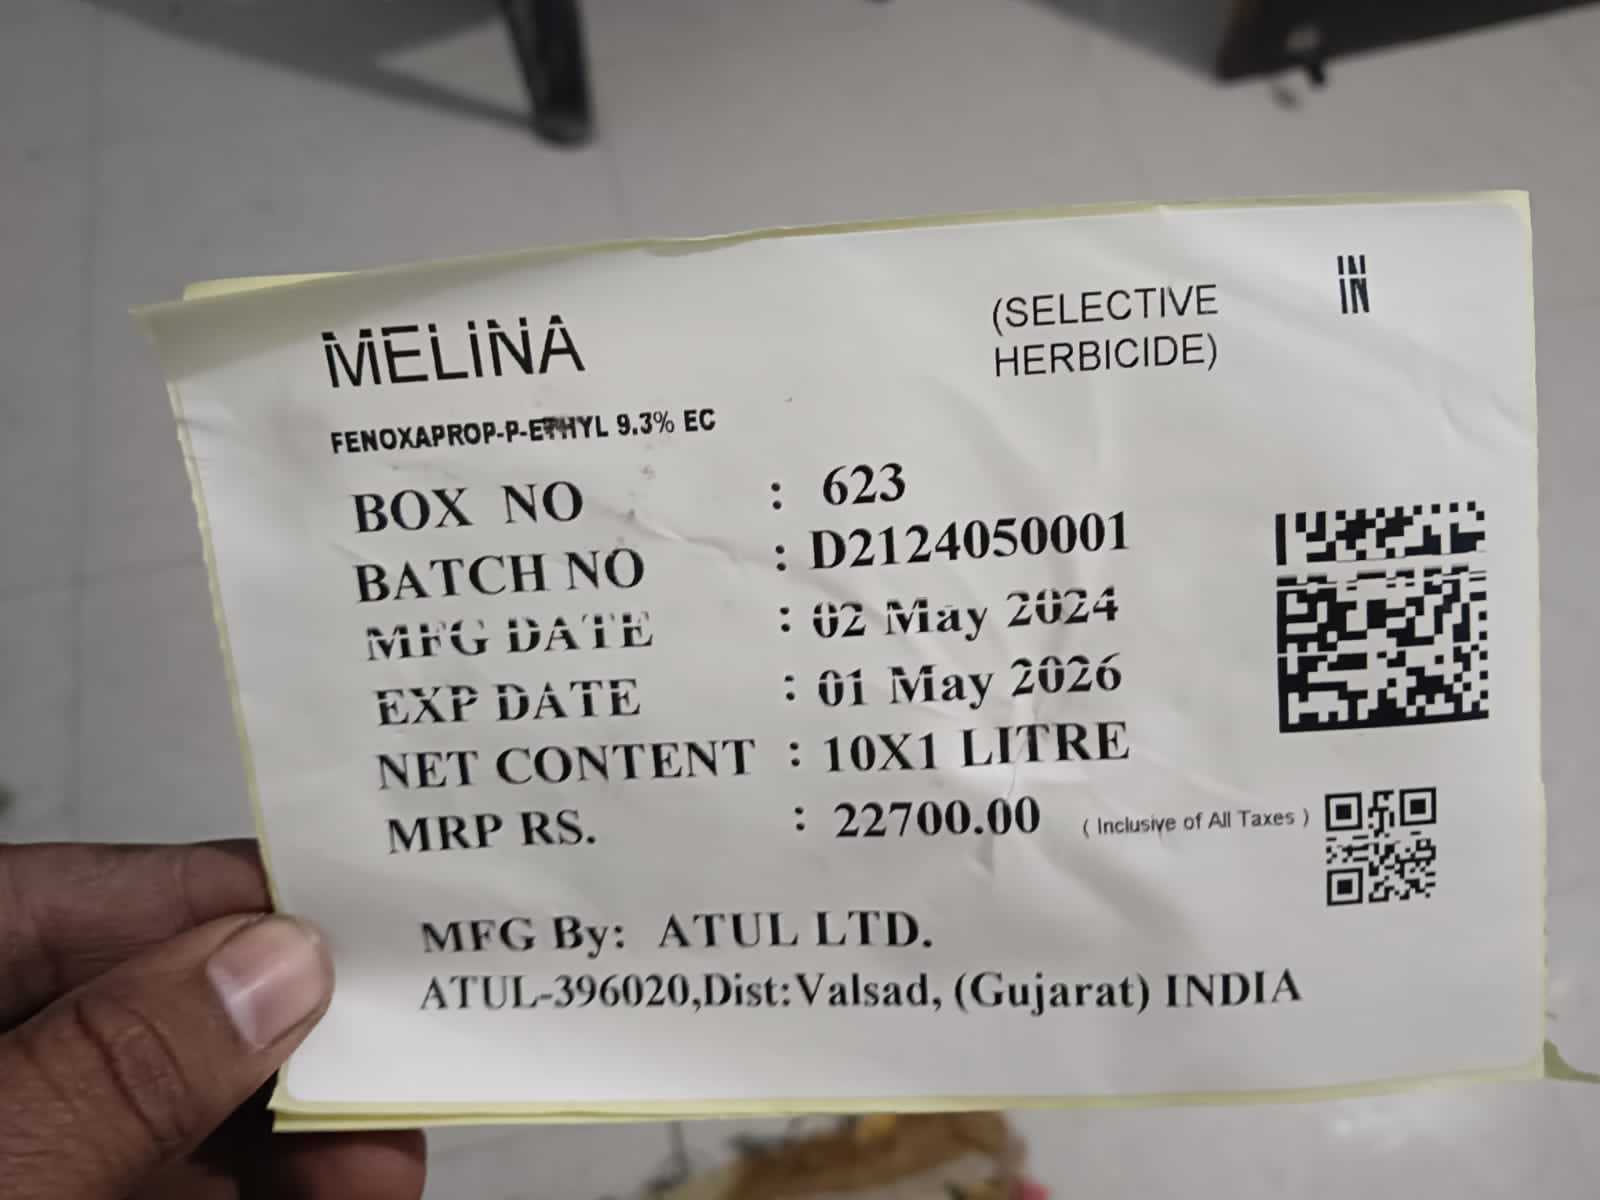 MELINA
(SELECTIVE
HERBICIDE)
IN
IN
FENOXAPROP-P-ETHYL 9.3% EC
BOX NO : 623
BATCH NO : D2124050001
MFG DATE : 02 May 2024
EXP DATE : 01 May 2026
NET CONTENT : 10X1 LITRE
MRP RS. : 22700.00 ( Inclusive of All Taxes )
MFG By: ATUL LTD.
ATUL-396020,Dist:Valsad, (Gujarat) INDIA